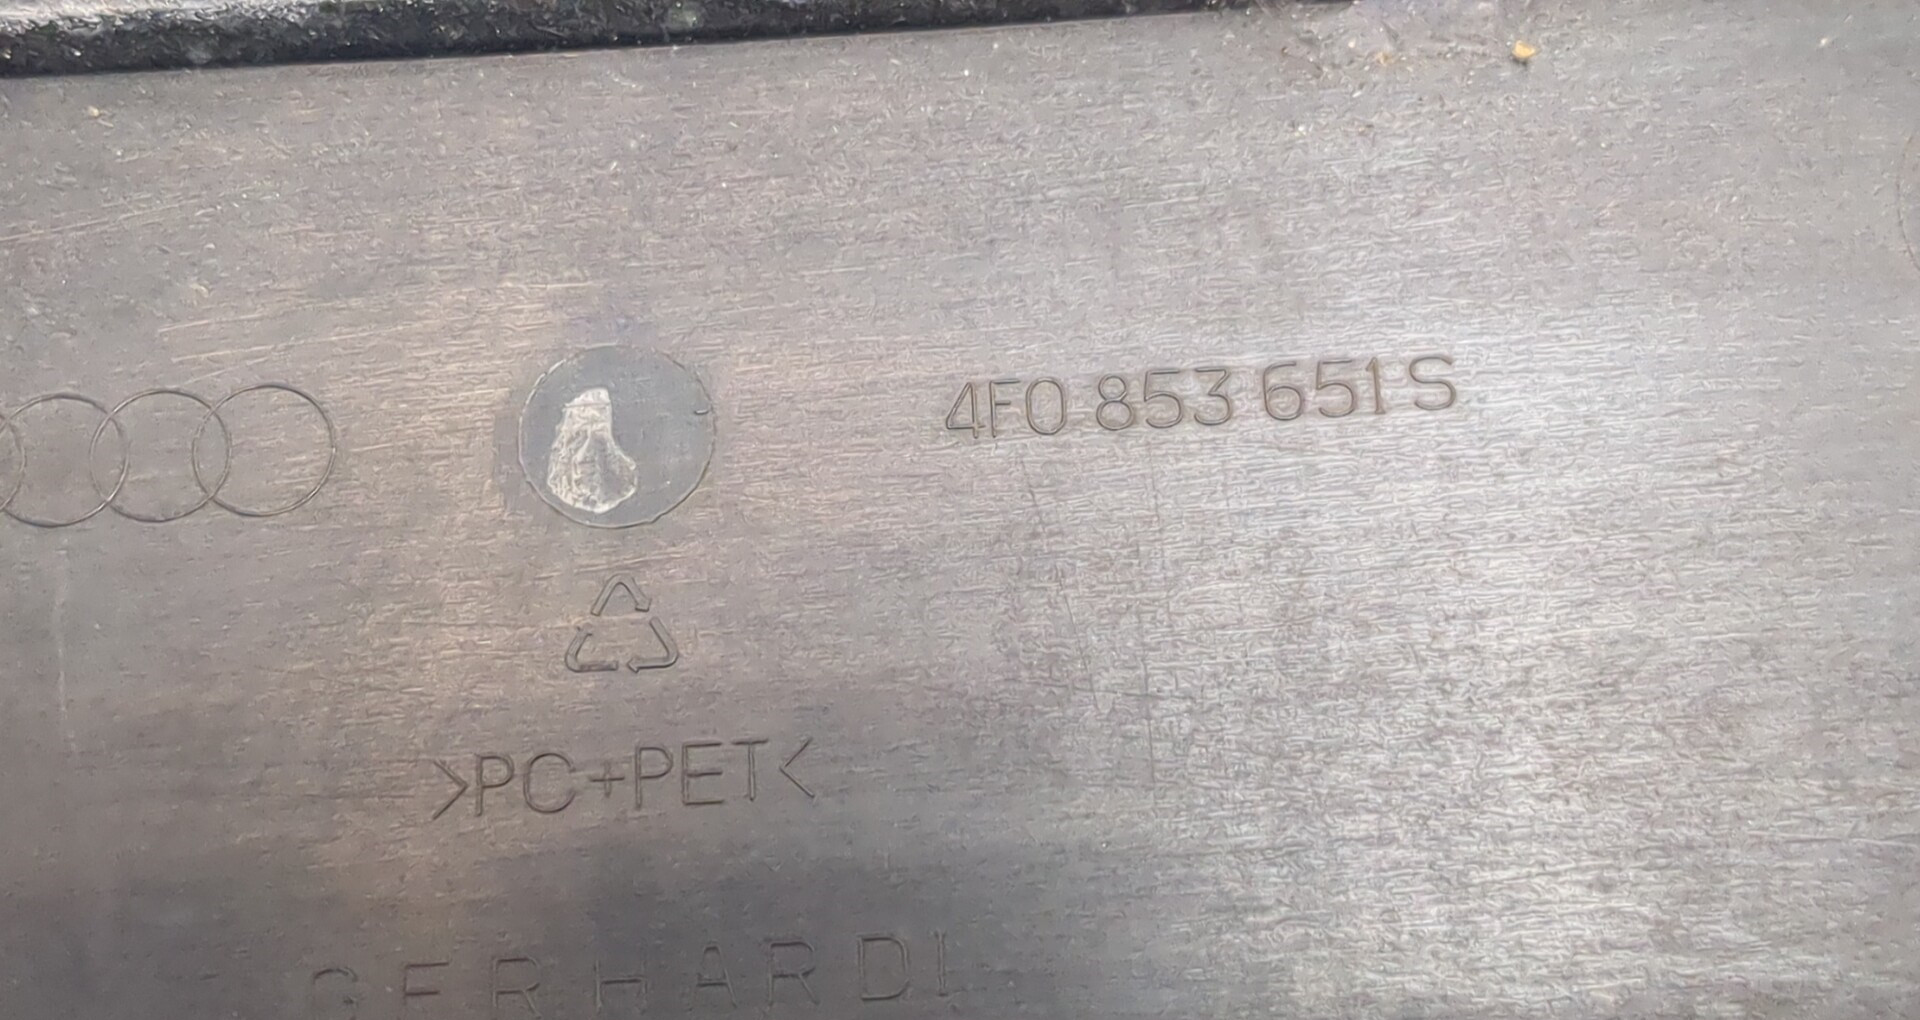 4F0 853 651 S
>PC+PET<
GERHARDI